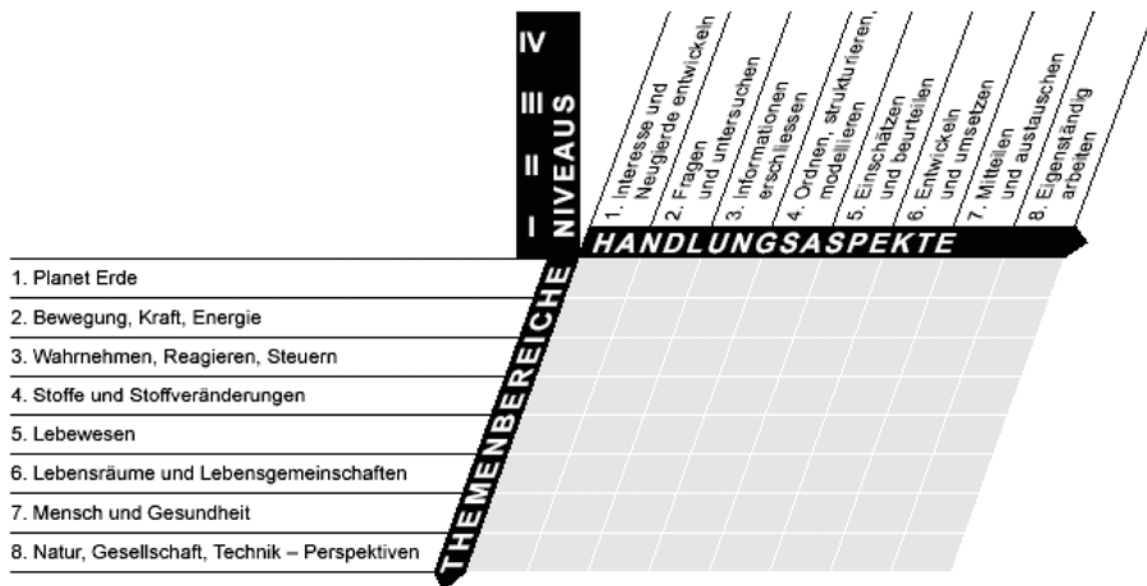 IV
III
II
I
NIVEAUS
1. Interesse und
Neugierde entwickeln
2. Fragen
und untersuchen
3. Informationen
erschliessen
4. Ordnen, strukturieren,
modellieren
5. Einschätzen
und beurteilen
6. Entwickeln
und umsetzen
7. Mitteilen
und austauschen
8. Eigenständig
arbeiten
HANDLUNGSASPEKTE
THEMENBEREICHE
1. Planet Erde
2. Bewegung, Kraft, Energie
3. Wahrnehmen, Reagieren, Steuern
4. Stoffe und Stoffveränderungen
5. Lebewesen
6. Lebensräume und Lebensgemeinschaften
7. Mensch und Gesundheit
8. Natur, Gesellschaft, Technik – Perspektiven